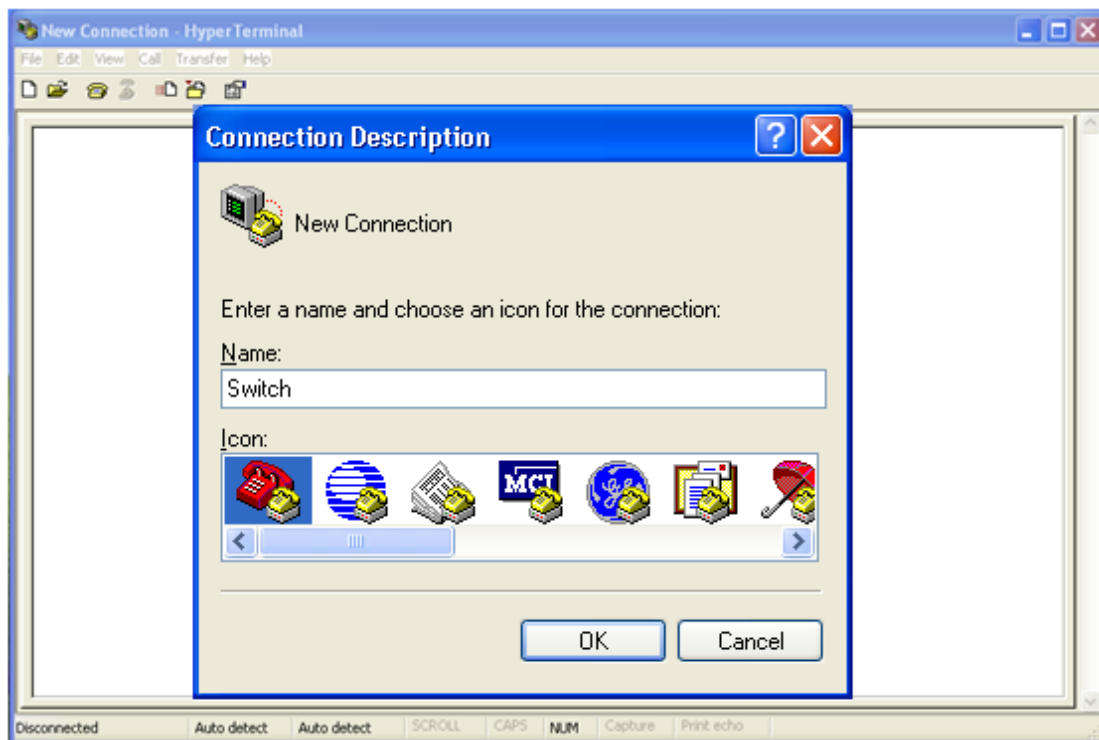 New Connection - HyperTerminal
File Edit View Call Transfer Help
Connection Description
?
New Connection
Enter a name and choose an icon for the connection:
Name:
Switch
Icon:
MCI
OK Cancel
Disconnected Auto detect Auto detect SCROLL CAPS NUM Capture Print echo